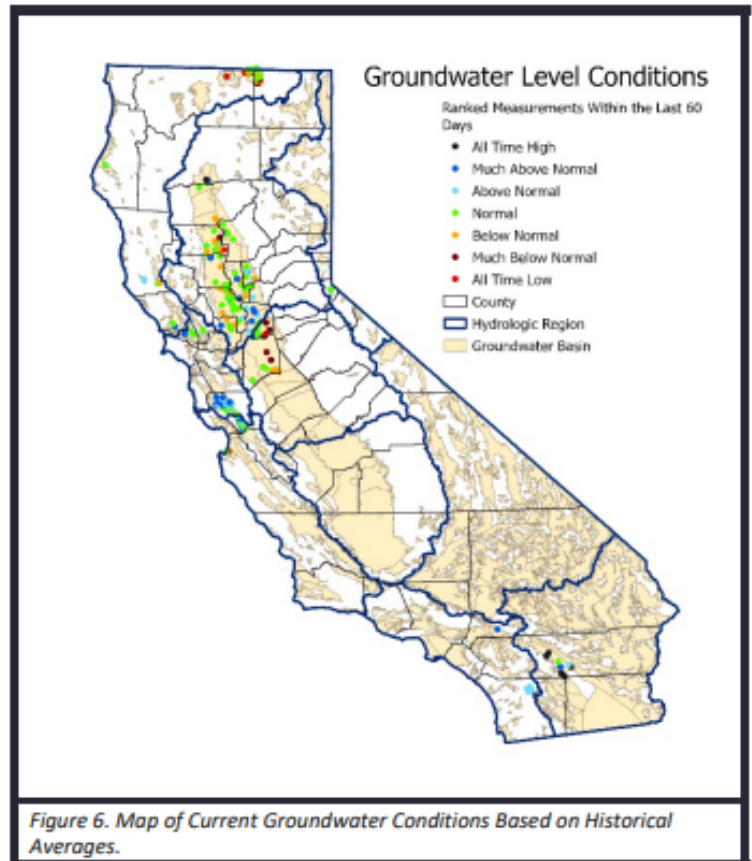 Groundwater Level Conditions
Ranked Measurements Within the Last 60
Days
All Time High
Much Above Normal
Above Normal
Normal
Below Normal
Much Below Normal
All Time Low
County
Hydrologic Region
Groundwater Basin
Figure 6. Map of Current Groundwater Conditions Based on Historical
Averages.